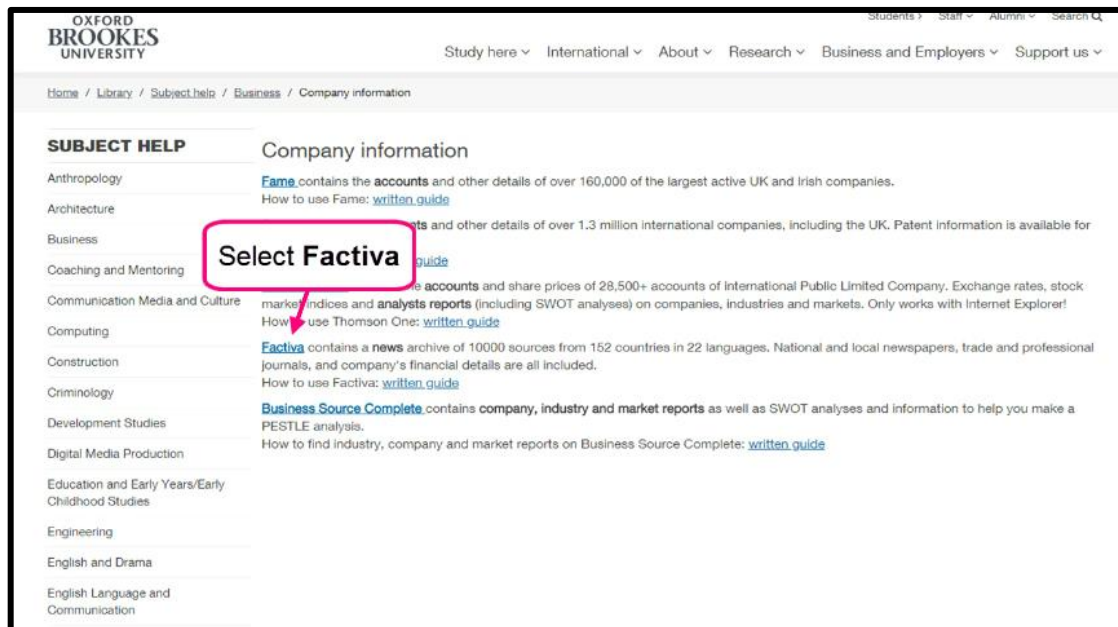 OXFORD
BROOKES
UNIVERSITY
Students › Staff Alumni Search
Study here International About Research Business and Employers Support us
Home / Library / Subject help / Business / Company information
SUBJECT HELP
Anthropology
Architecture
Business
Coaching and Mentoring
Communication Media and Culture
Computing
Construction
Criminology
Development Studies
Digital Media Production
Education and Early Years/Early
Childhood Studies
Engineering
English and Drama
English Language and
Communication
Company information
Fame contains the accounts and other details of over 160,000 of the largest active UK and Irish companies.
How to use Fame: written guide
and other details of over 1.3 million international companies, including the UK. Patent information is available for
guide
Select Factiva
accounts and share prices of 28,500+ accounts of international Public Limited Company. Exchange rates, stock
market indices and analysts reports (including SWOT analyses) on companies, industries and markets. Only works with Internet Explorer!
How use Thomson One: written guide
Factiva contains a news archive of 10000 sources from 152 countries in 22 languages. National and local newspapers, trade and professional
journals, and company's financial details are all included.
How to use Factiva: written guide
Business Source Complete contains company, industry and market reports as well as SWOT analyses and information to help you make a
PESTLE analysis.
How to find industry, company and market reports on Business Source Complete: written guide